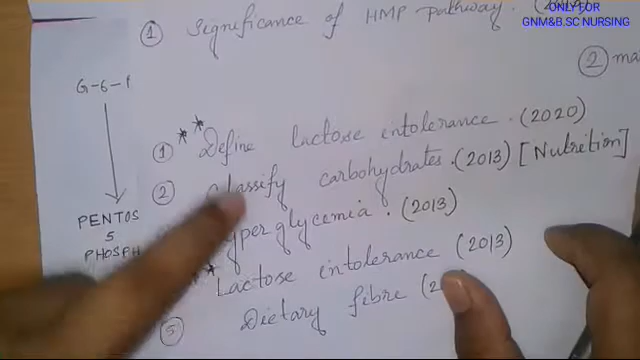 ONLY FOR
GNM&B.SC NURSING
① Significance of HMP pathway.
② ma
G-6-P
① ** Define lactose intolerance. (2020)
② Classify carbohydrates. (2013) [Nutrition]
yperglycemia. (2013)
** Lactose intolerance (2013)
⑤ Dietary fibre (2
PENTOS
5
PHOSPH